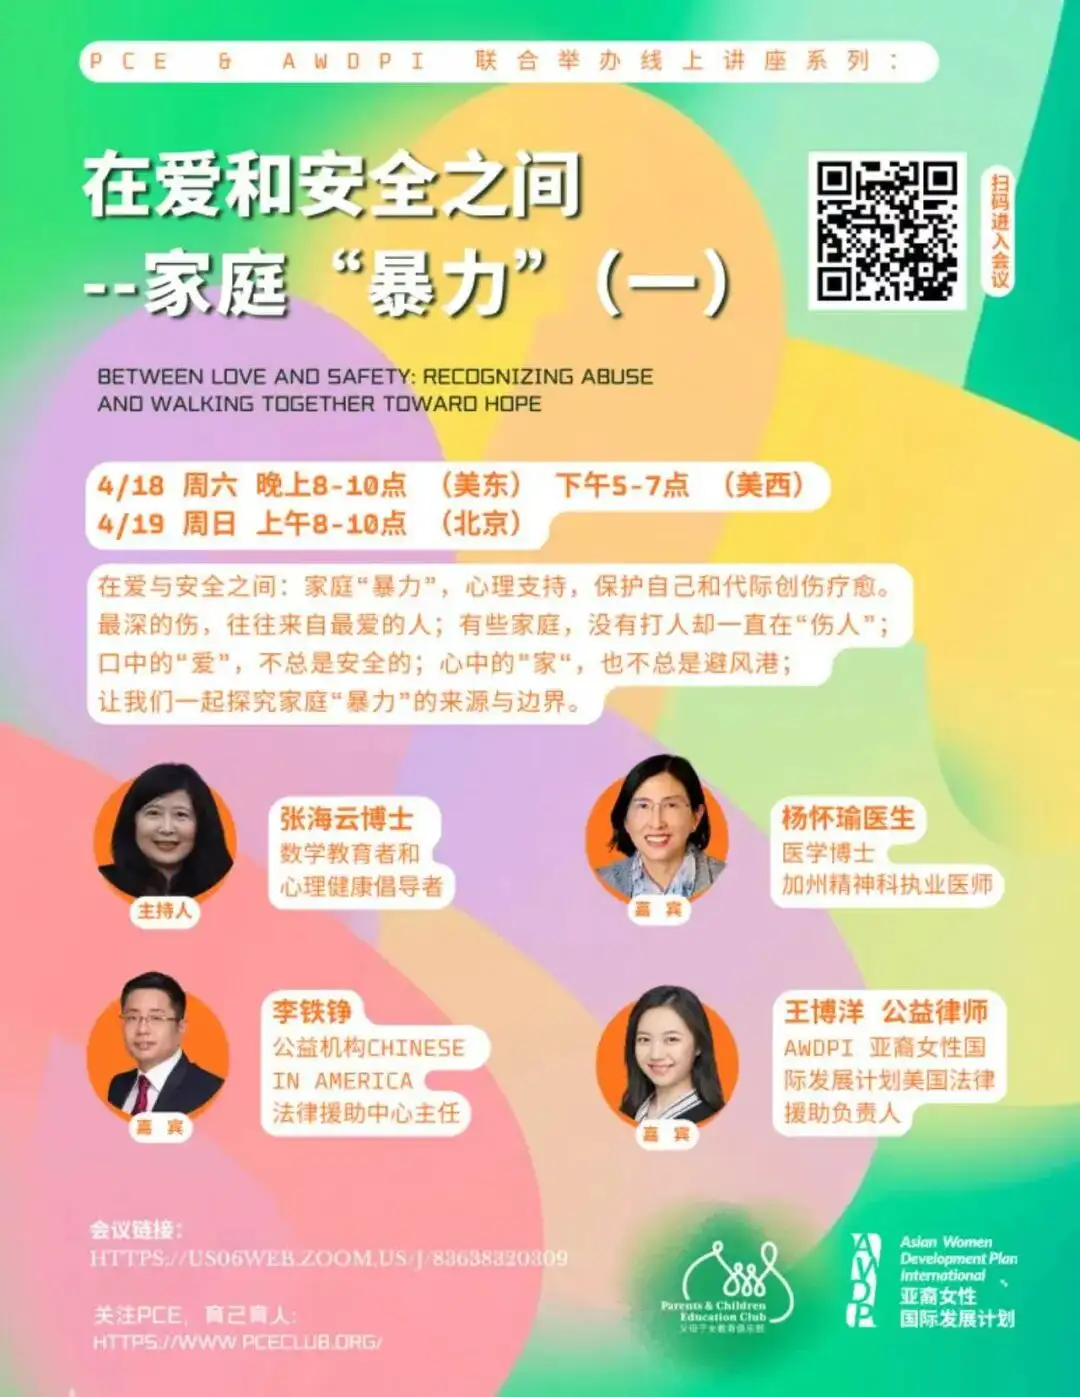 PCE & AWDPI 联合举办线上讲座系列：
在爱和安全之间
--家庭“暴力”（一）
扫码进入会议
BETWEEN LOVE AND SAFETY: RECOGNIZING ABUSE
AND WALKING TOGETHER TOWARD HOPE
4/18 周六 晚上8-10点 （美东） 下午5-7点 （美西）
4/19 周日 上午8-10点 （北京）
在爱与安全之间：家庭“暴力”，心理支持，保护自己和代际创伤疗愈。
最深的伤，往往来自最爱的人；有些家庭，没有打人却一直在“伤人”；
口中的“爱”，不总是安全的；心中的"家“，也不总是避风港；
让我们一起探究家庭“暴力”的来源与边界。
张海云博士
数学教育者和
心理健康倡导者
主持人
杨怀瑜医生
医学博士
加州精神科执业医师
嘉 宾
李铁铮
公益机构CHINESE
IN AMERICA
法律援助中心主任
嘉 宾
王博洋 公益律师
AWDPI 亚裔女性国
际发展计划美国法律
援助负责人
嘉 宾
会议链接：
HTTPS://US06WEB.ZOOM.US/J/83638320309
关注PCE，育己育人：
HTTPS://WWW.PCECLUB.ORG/
Parents & Children
Education Club
父母子女教育俱乐部
AWDP
Asian Women
Development Plan
International
亚裔女性
国际发展计划